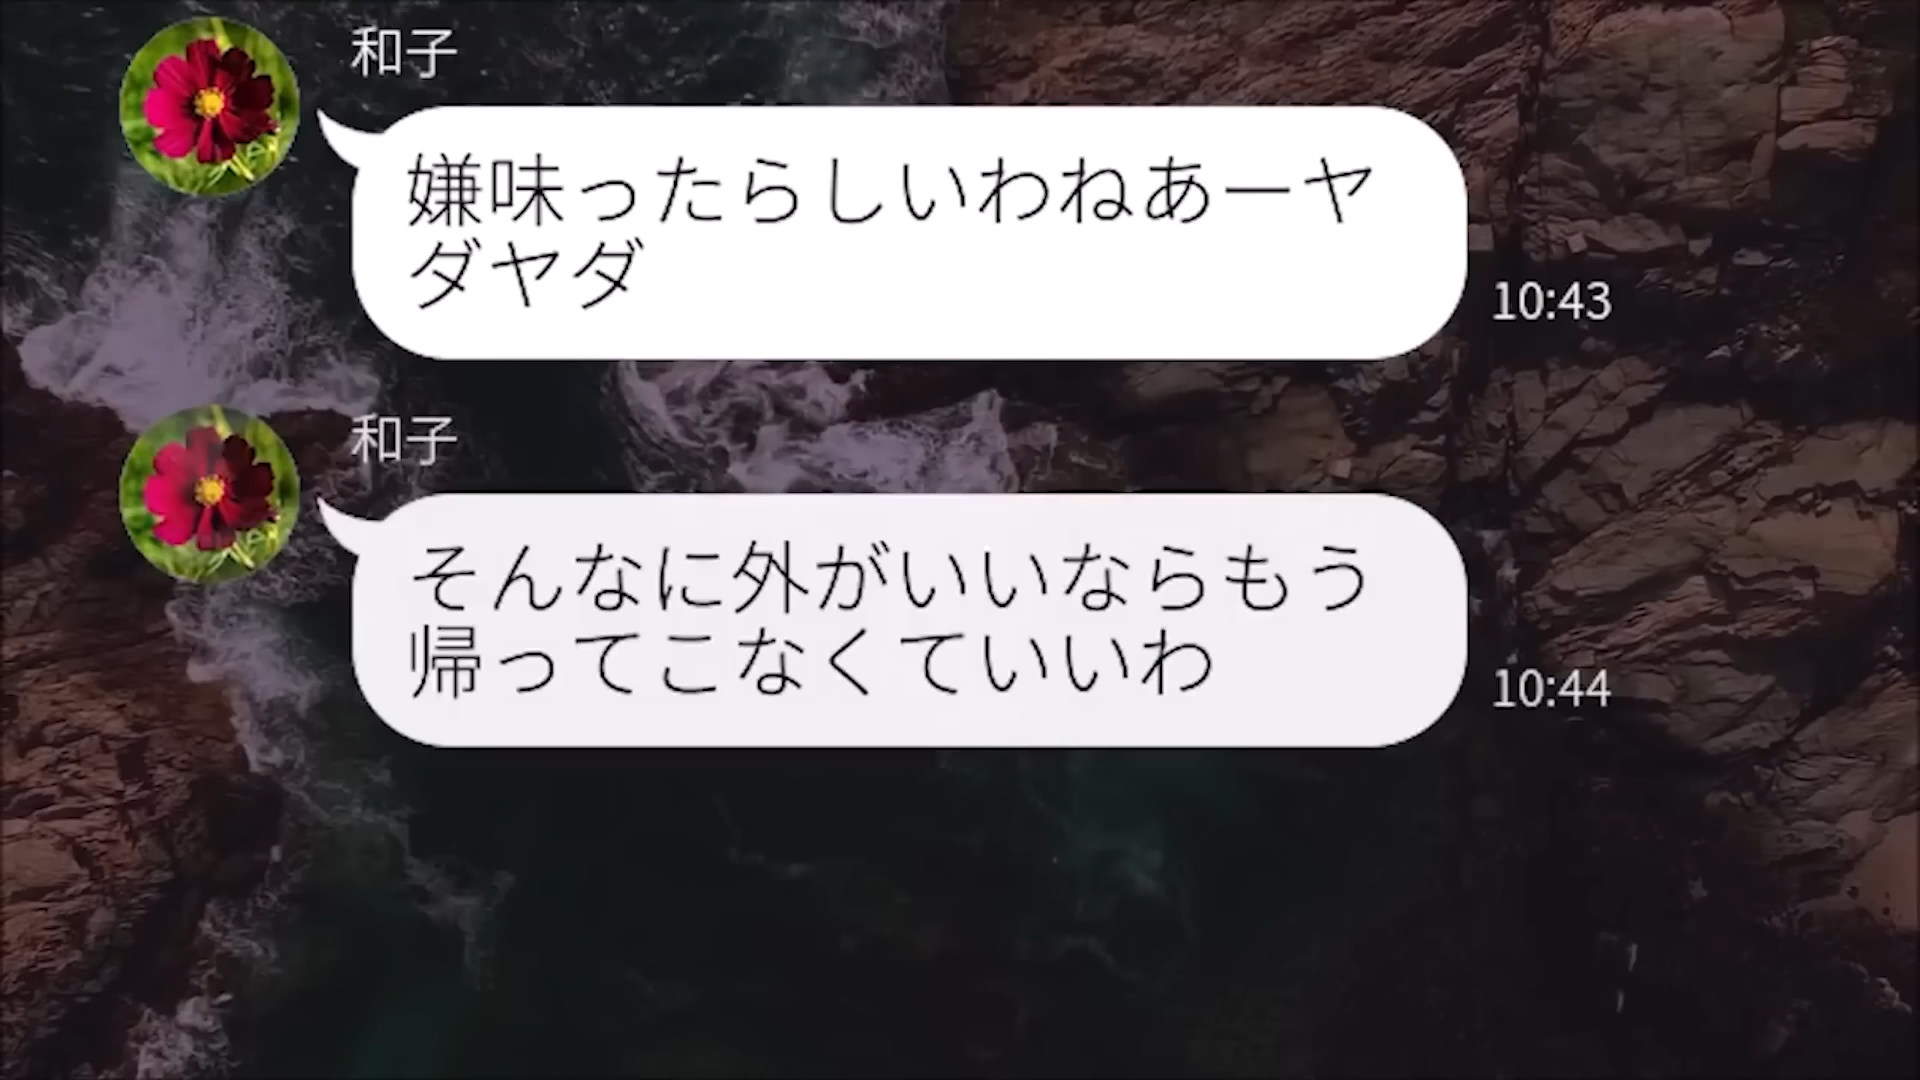 和子
嫌味ったらしいわねあーヤ
ダヤダ
10:43
和子
そんなに外がいいならもう
帰ってこなくていいわ
10:44